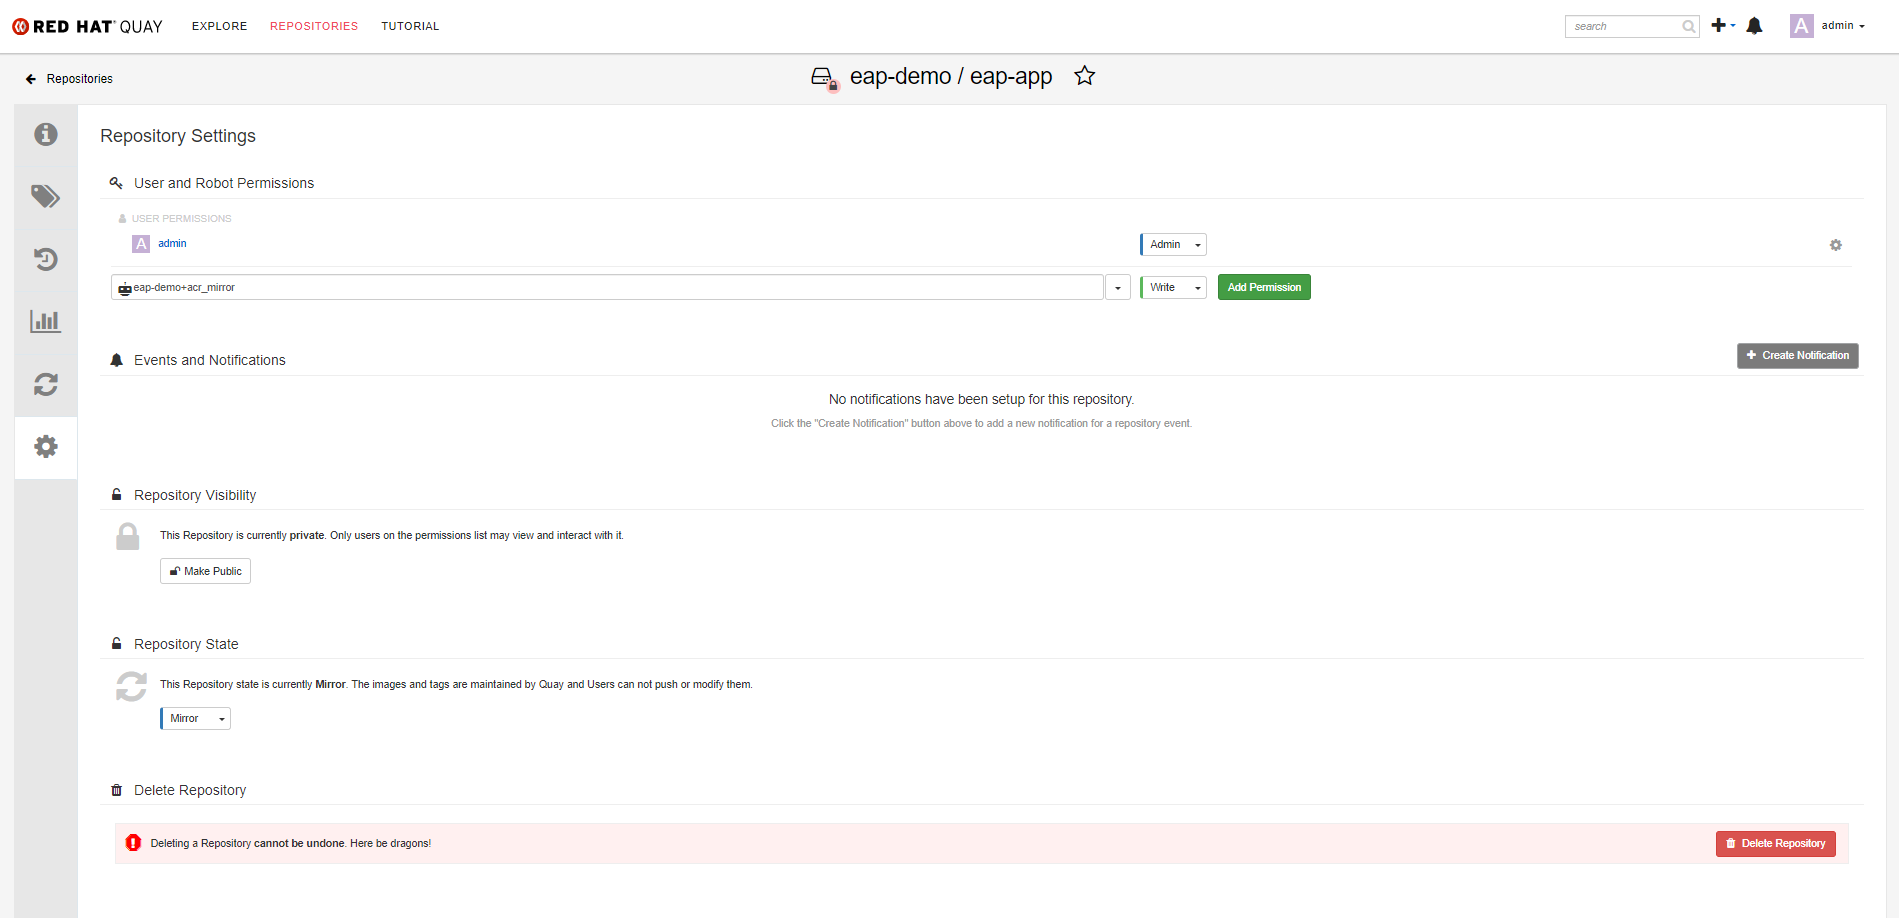 RED HAT QUAY EXPLORE REPOSITORIES TUTORIAL search A admin
Repositories eap-demo / eap-app
Repository Settings
User and Robot Permissions
USER PERMISSIONS
A admin Admin
eap-demo+acr_mirror Write Add Permission
Events and Notifications Create Notification
No notifications have been setup for this repository.
Click the "Create Notification" button above to add a new notification for a repository event.
Repository Visibility
This Repository is currently private. Only users on the permissions list may view and interact with it.
Make Public
Repository State
This Repository state is currently Mirror. The images and tags are maintained by Quay and Users can not push or modify them.
Mirror
Delete Repository
Deleting a Repository cannot be undone. Here be dragons! Delete Repository